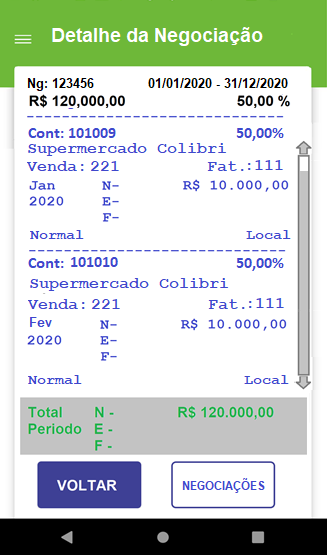 Detalhe da Negociação
Ng: 123456 01/01/2020 - 31/12/2020
R$ 120,000,00 50,00 %
Cont: 101009 50,00%
Supermercado Colibri
Venda: 221 Fat.:111
Jan N- R$ 10.000,00
2020 E-
F-
Normal Local
Cont: 101010 50,00%
Supermercado Colibri
Venda: 221 Fat.:111
Fev N- R$ 10.000,00
2020 E-
F-
Normal Local
Total N - R$ 120.000,00
Periodo E -
F -
VOLTAR NEGOCIAÇÕES